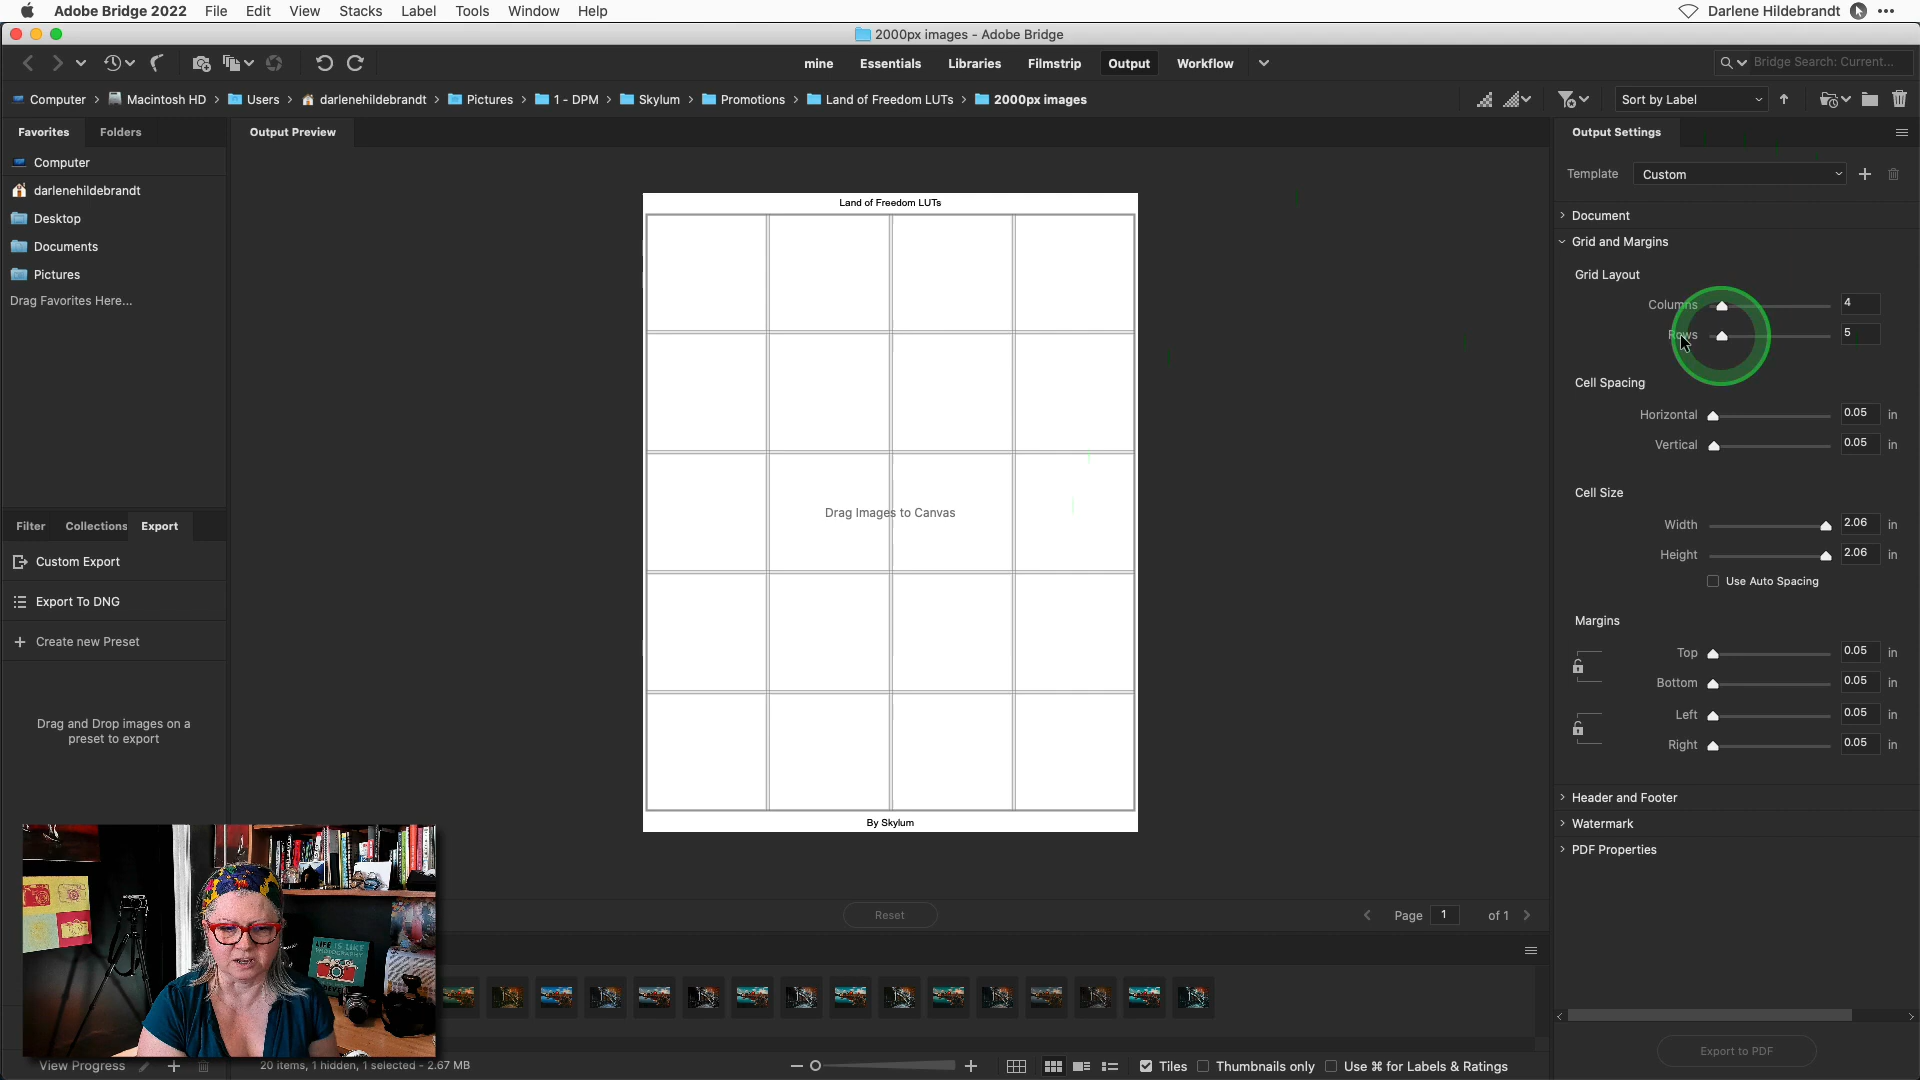 Adobe Bridge 2022 File Edit View Stacks Label Tools Window Help
Darlene Hildebrandt
2000px images - Adobe Bridge
mine Essentials Libraries Filmstrip Output Workflow
Bridge Search: Current...
Computer Macintosh HD Users darlenehildebrandt Pictures 1 - DPM Skylum Promotions Land of Freedom LUTs 2000px images
Sort by Label
Favorites Folders
Output Preview
Output Settings
Computer
darlenehildebrandt
Desktop
Documents
Pictures
Drag Favorites Here...
Filter Collections Export
Custom Export
Export To DNG
Create new Preset
Drag and Drop images on a
preset to export
Land of Freedom LUTs
Drag Images to Canvas
By Skylum
Reset
Page 1 of 1
Template Custom
Document
Grid and Margins
Grid Layout
Columns 4
Rows 5
Cell Spacing
Horizontal 0.05 in
Vertical 0.05 in
Cell Size
Width 2.06 in
Height 2.06 in
Use Auto Spacing
Margins
Top 0.05 in
Bottom 0.05 in
Left 0.05 in
Right 0.05 in
Header and Footer
Watermark
PDF Properties
Export to PDF
LIFE IS LIKE
PHOTOGRAPHY
View Progress
20 items, 1 hidden, 1 selected - 2.67 MB
Tiles Thumbnails only Use ⌘ for Labels & Ratings